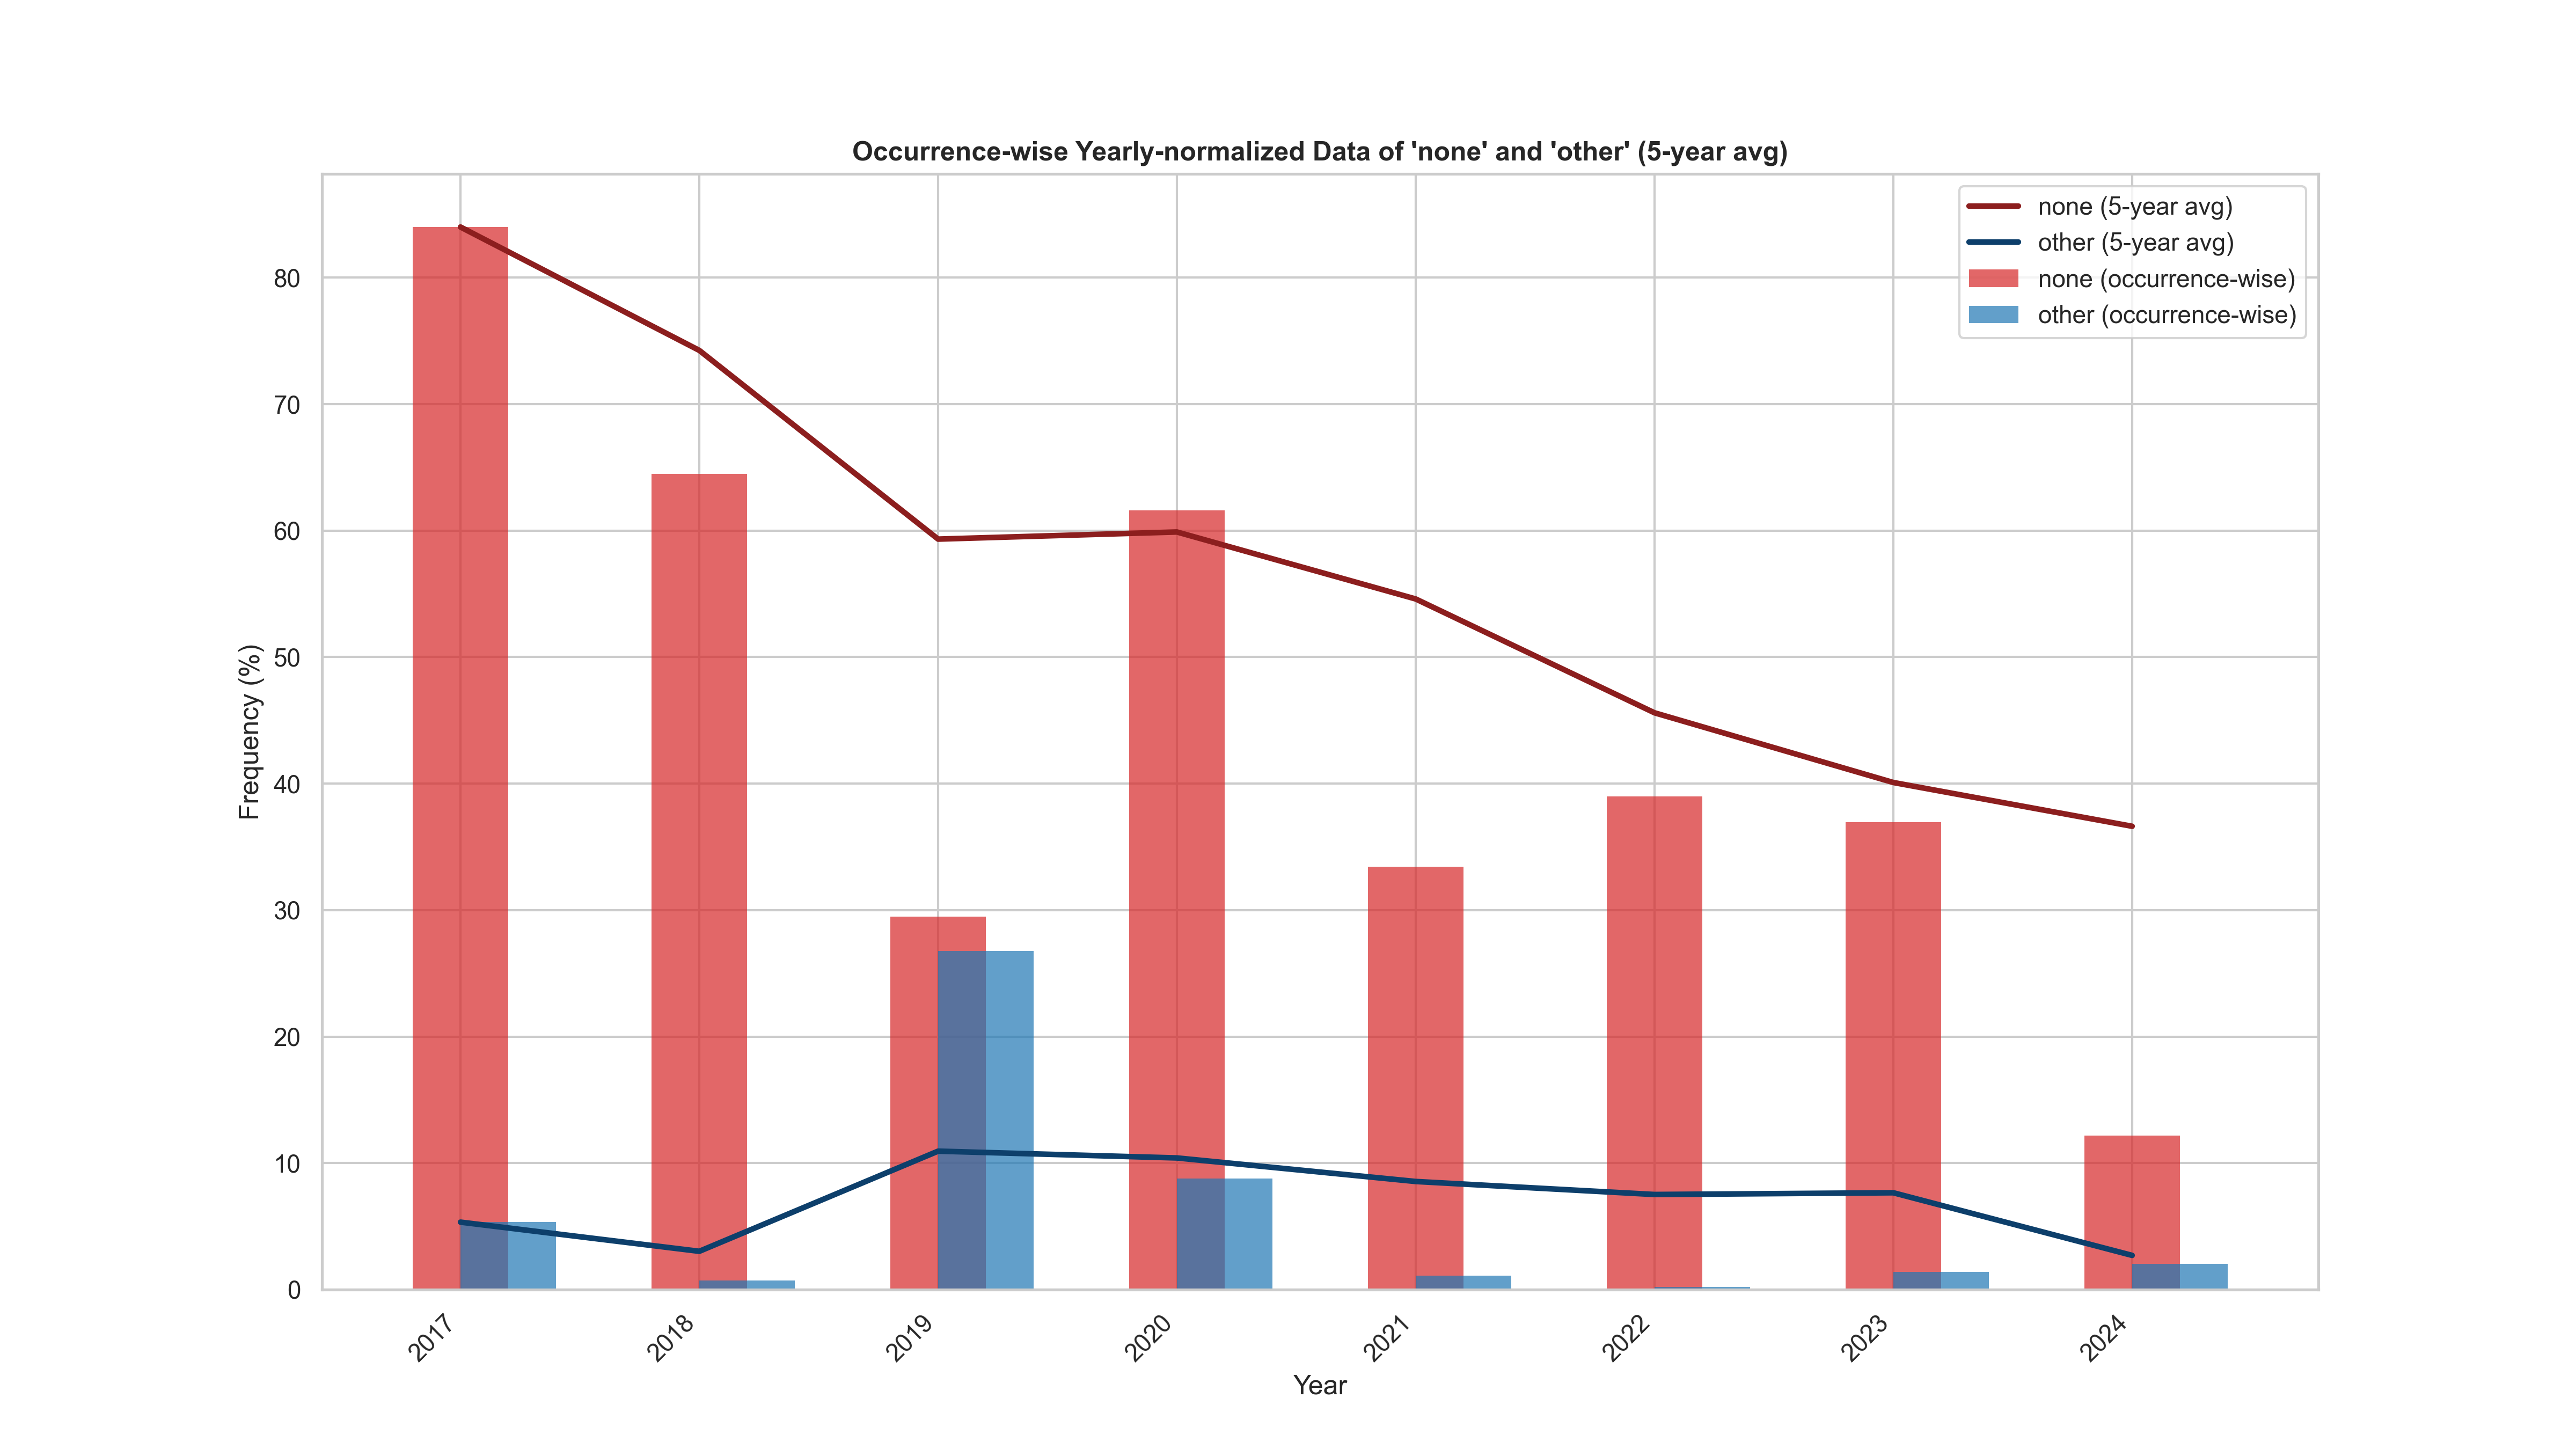 Occurrence-wise Yearly-normalized Data of 'none' and 'other' (5-year avg)
none (5-year avg)
other (5-year avg)
none (occurrence-wise)
other (occurrence-wise)
Frequency (%)
80
70
60
50
40
30
20
10
0
2017
2018
2019
2020
2021
2022
2023
2024
Year